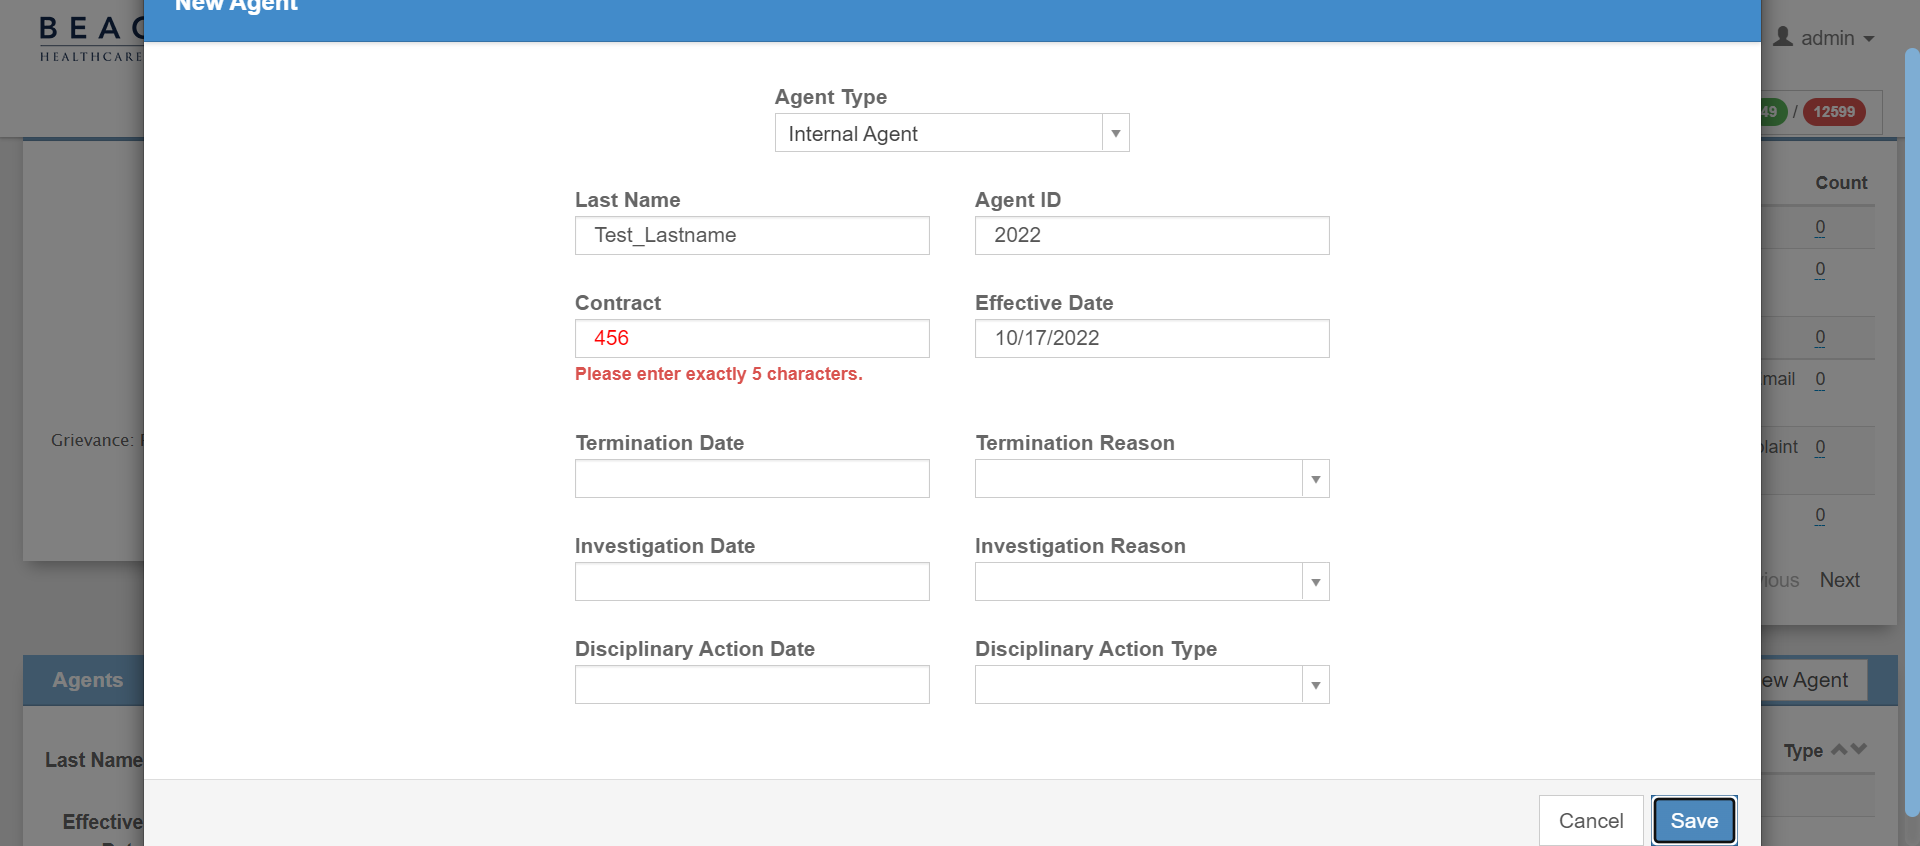 New Agent
BEAC
HEALTHCARE
admin
49 / 12599
Agent Type
Internal Agent
Last Name
Agent ID
Test_Lastname
2022
Contract
Effective Date
456
10/17/2022
Please enter exactly 5 characters.
Termination Date
Termination Reason
Investigation Date
Investigation Reason
Disciplinary Action Date
Disciplinary Action Type
Cancel
Save
Count
0
0
0
mail 0
laint 0
0
ious Next
Grievance:
Agents
ew Agent
Last Name
Type
Effective